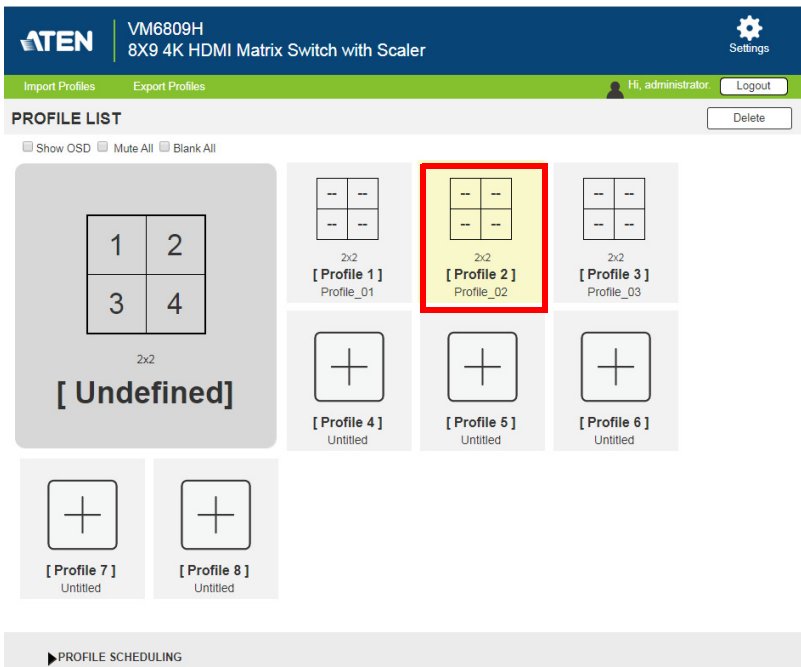 ATEN
VM6809H
8X9 4K HDMI Matrix Switch with Scaler
Settings
Import Profiles Export Profiles
Hi, administrator. Logout
PROFILE LIST
Delete
Show OSD Mute All Blank All
1 2
3 4
2x2
[ Undefined]
-- --
-- --
2x2
[ Profile 1 ]
Profile_01
-- --
-- --
2x2
[ Profile 2 ]
Profile_02
-- --
-- --
2x2
[ Profile 3 ]
Profile_03
[ Profile 4 ]
Untitled
[ Profile 5 ]
Untitled
[ Profile 6 ]
Untitled
[ Profile 7 ]
Untitled
[ Profile 8 ]
Untitled
PROFILE SCHEDULING